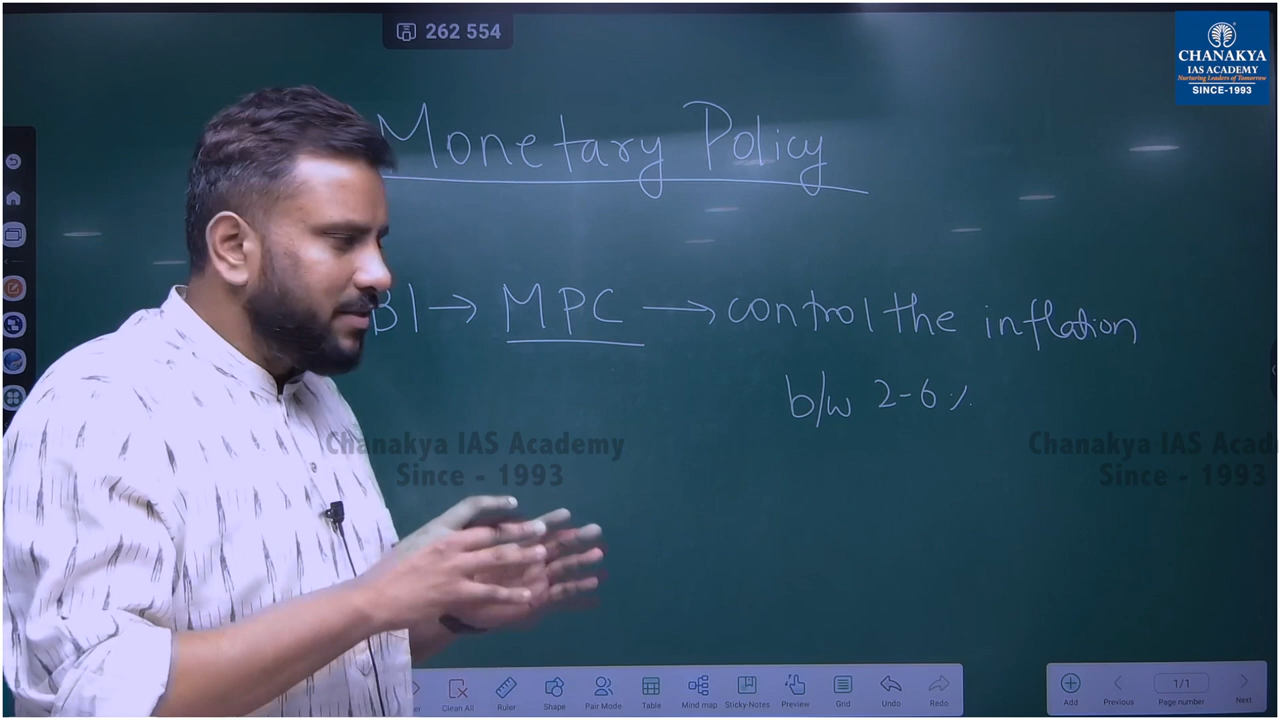 262 554
CHANAKYA
IAS ACADEMY
Nurturing Leaders of Tomorrow
SINCE-1993
Monetary Policy
BI → MPC → control the inflation
b/w 2-6 %.
Chanakya IAS Academy
Since - 1993
Chanakya IAS Acade
Since - 1993
Clean All
Ruler
Shape
Pair Mode
Table
Mind map
Sticky-Notes
Preview
Grid
Undo
Redo
Add
Previous
1/1
Page number
Next